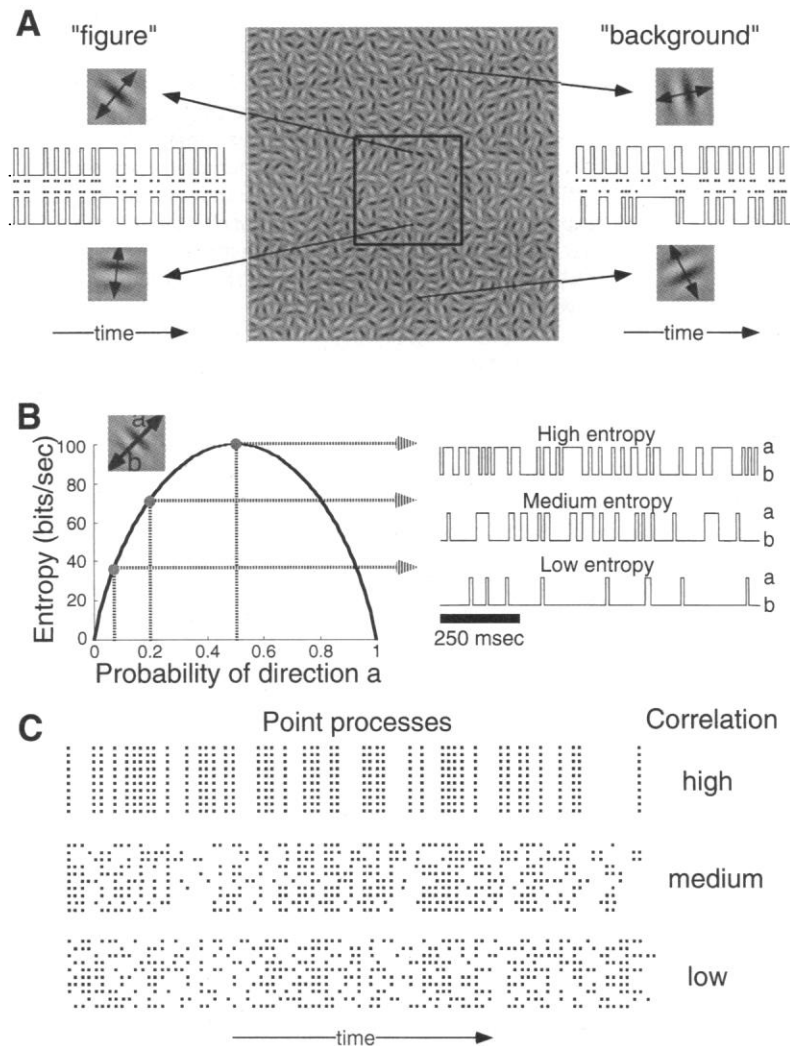 A
"figure"
"background"
time
time
B
a
b
Entropy (bits/sec)
100
80
60
40
20
0
0
0.2
0.4
0.6
0.8
1
Probability of direction a
High entropy
a
b
Medium entropy
a
b
Low entropy
a
b
250 msec
C
Point processes
Correlation
high
medium
low
time